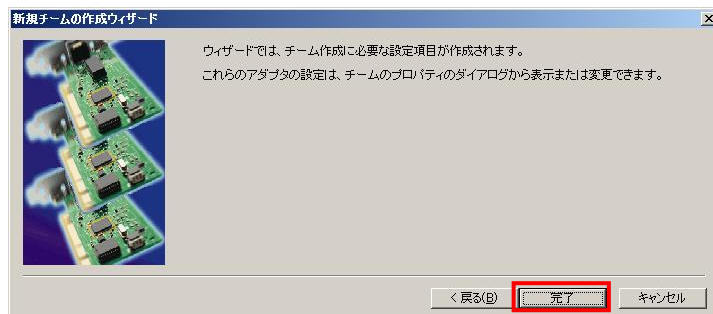 新規チームの作成ウィザード
ウィザードでは、チーム作成に必要な設定項目が作成されます。
これらのアダプタの設定は、チームのプロパティのダイアログから表示または変更できます。
< 戻る(B)
完了
キャンセル